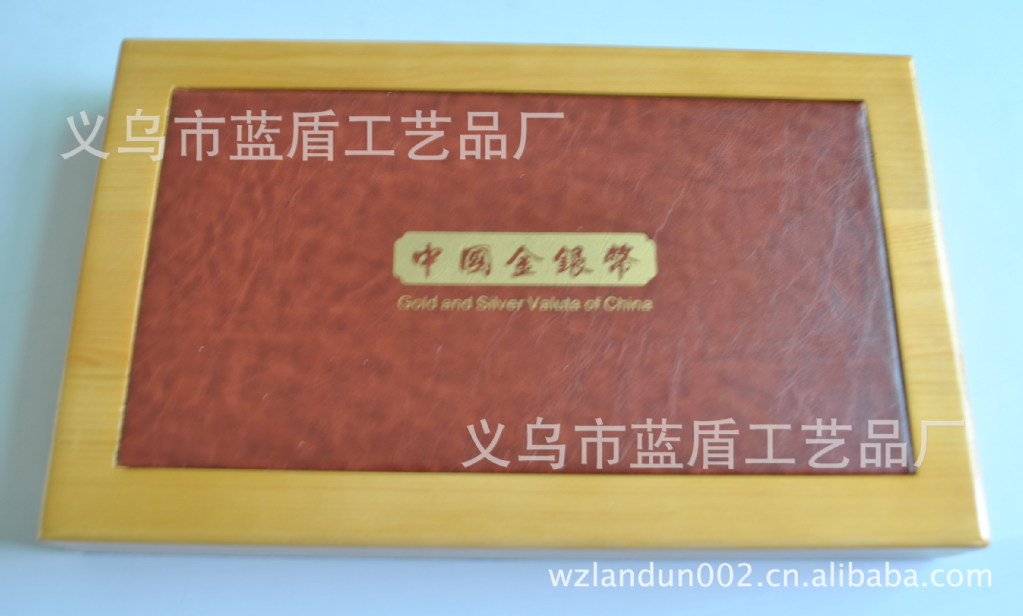 义乌市蓝盾工艺品厂
中國金銀幣
Gold and Silver Valuta of China
义乌市蓝盾工艺品厂
wzlandun002.cn.alibaba.com